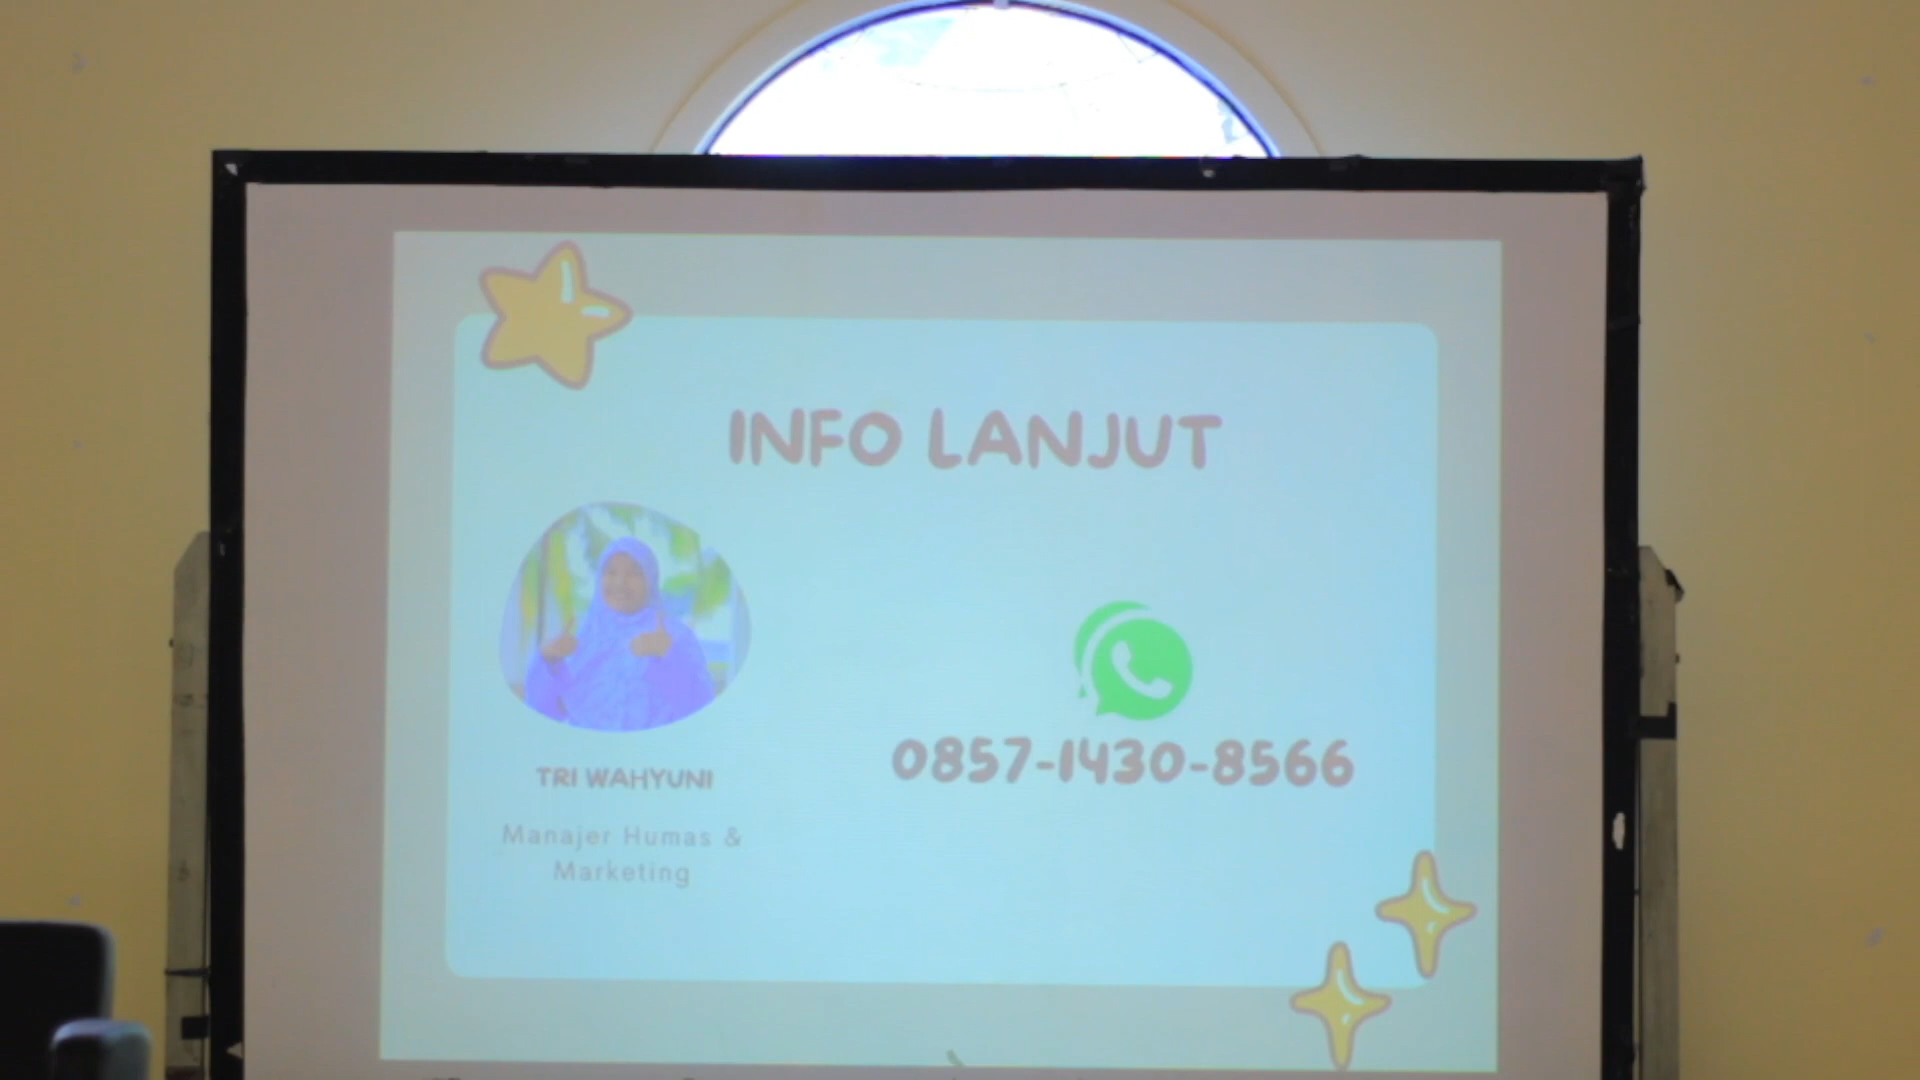 INFO LANJUT
TRI WAHYUNI
Manajer Humas &
Marketing
0857-1430-8566